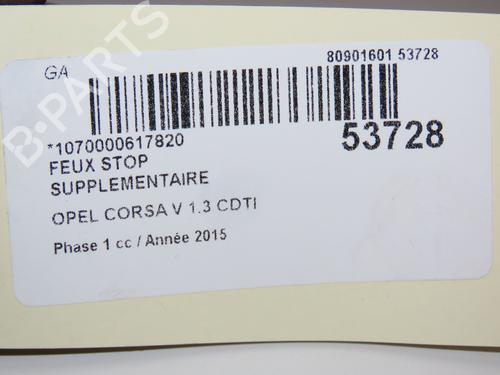 GA
80901601 53728
*1070000617820
53728
FEUX STOP
SUPPLEMENTAIRE
OPEL CORSA V 1.3 CDTI
Phase 1 cc / Année 2015
B-PARTS